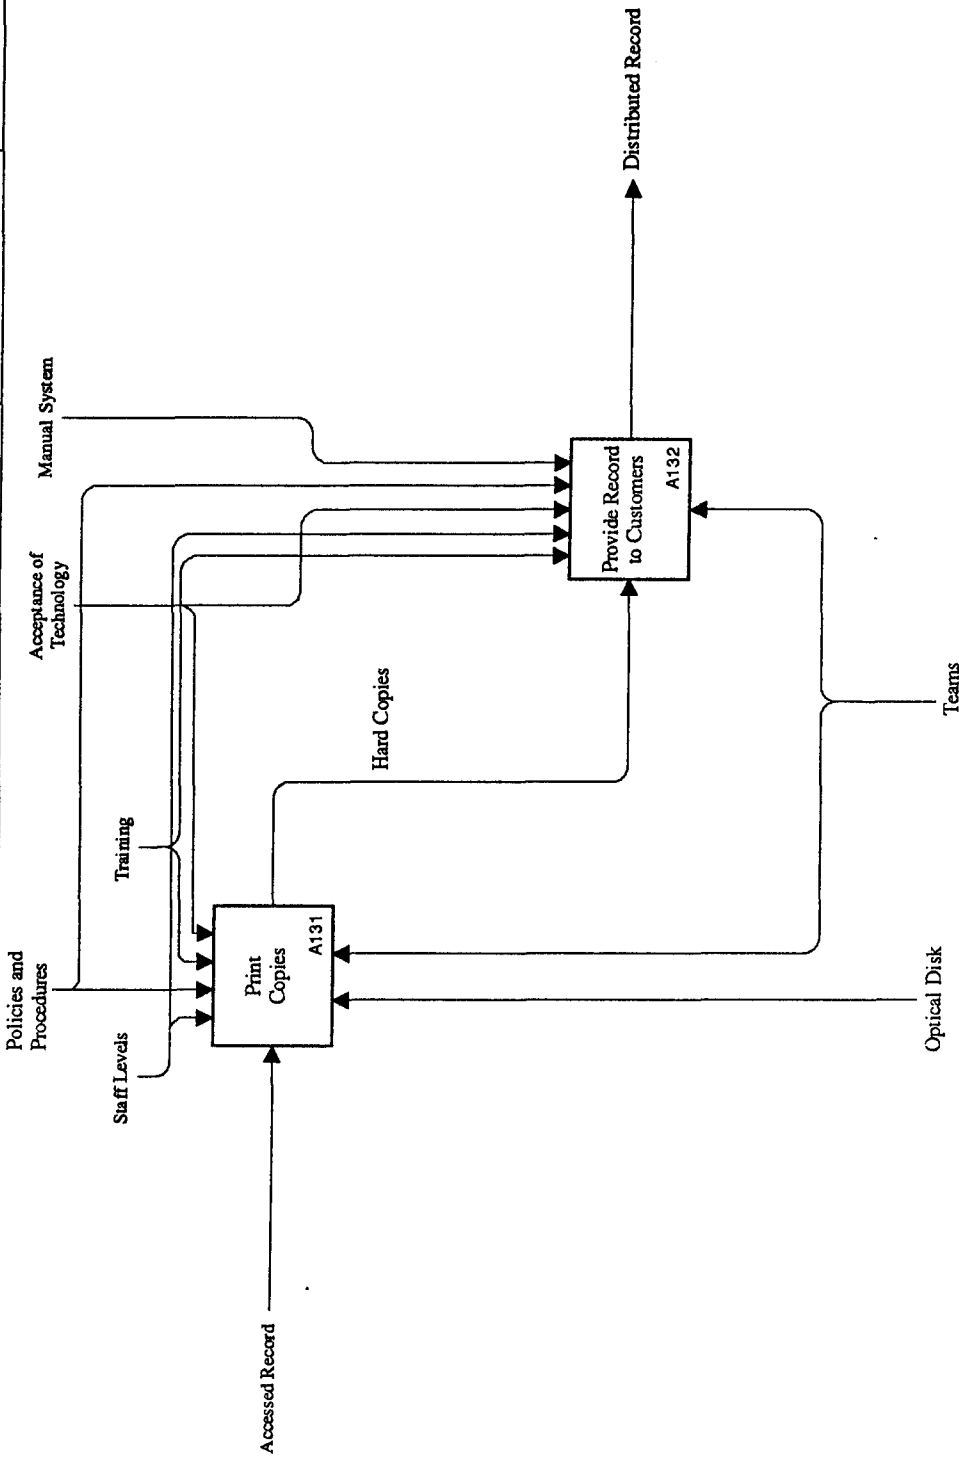 Policies and
Procedures
Staff Levels
Training
Acceptance of
Technology
Manual System
Accessed Record
Print
Copies
A131
Hard Copies
Provide Record
to Customers
A132
Distributed Record
Optical Disk
Teams